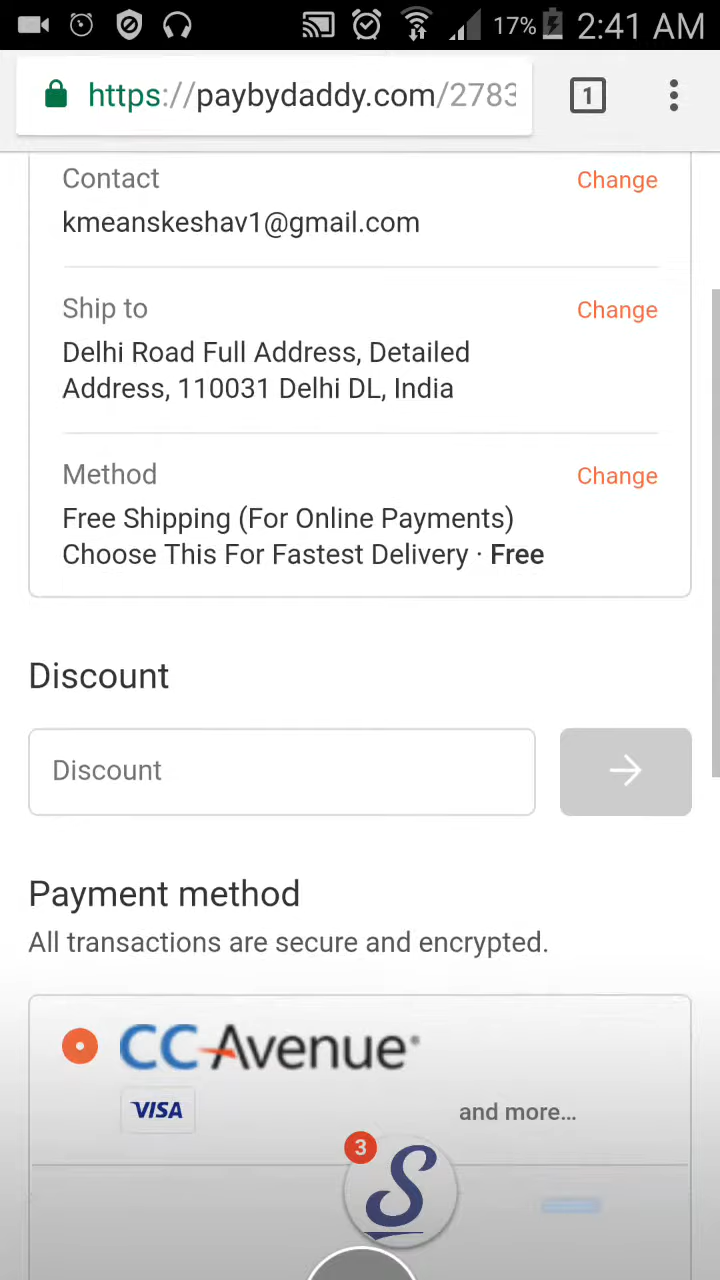 17% 2:41 AM
https://paybydaddy.com/2783
1
Contact
Change
kmeanskeshav1@gmail.com
Ship to
Change
Delhi Road Full Address, Detailed
Address, 110031 Delhi DL, India
Method
Change
Free Shipping (For Online Payments)
Choose This For Fastest Delivery · Free
Discount
Discount
Payment method
All transactions are secure and encrypted.
CCAvenue
VISA
and more...
3
S